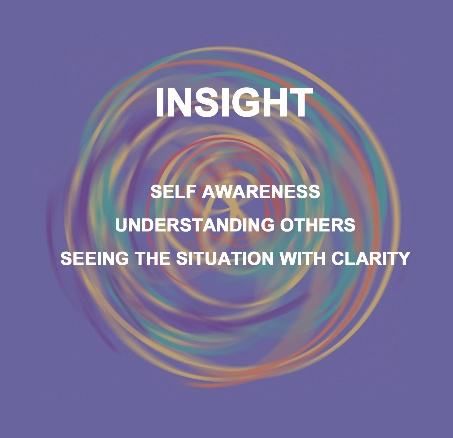 INSIGHT
SELF AWARENESS
UNDERSTANDING OTHERS
SEEING THE SITUATION WITH CLARITY